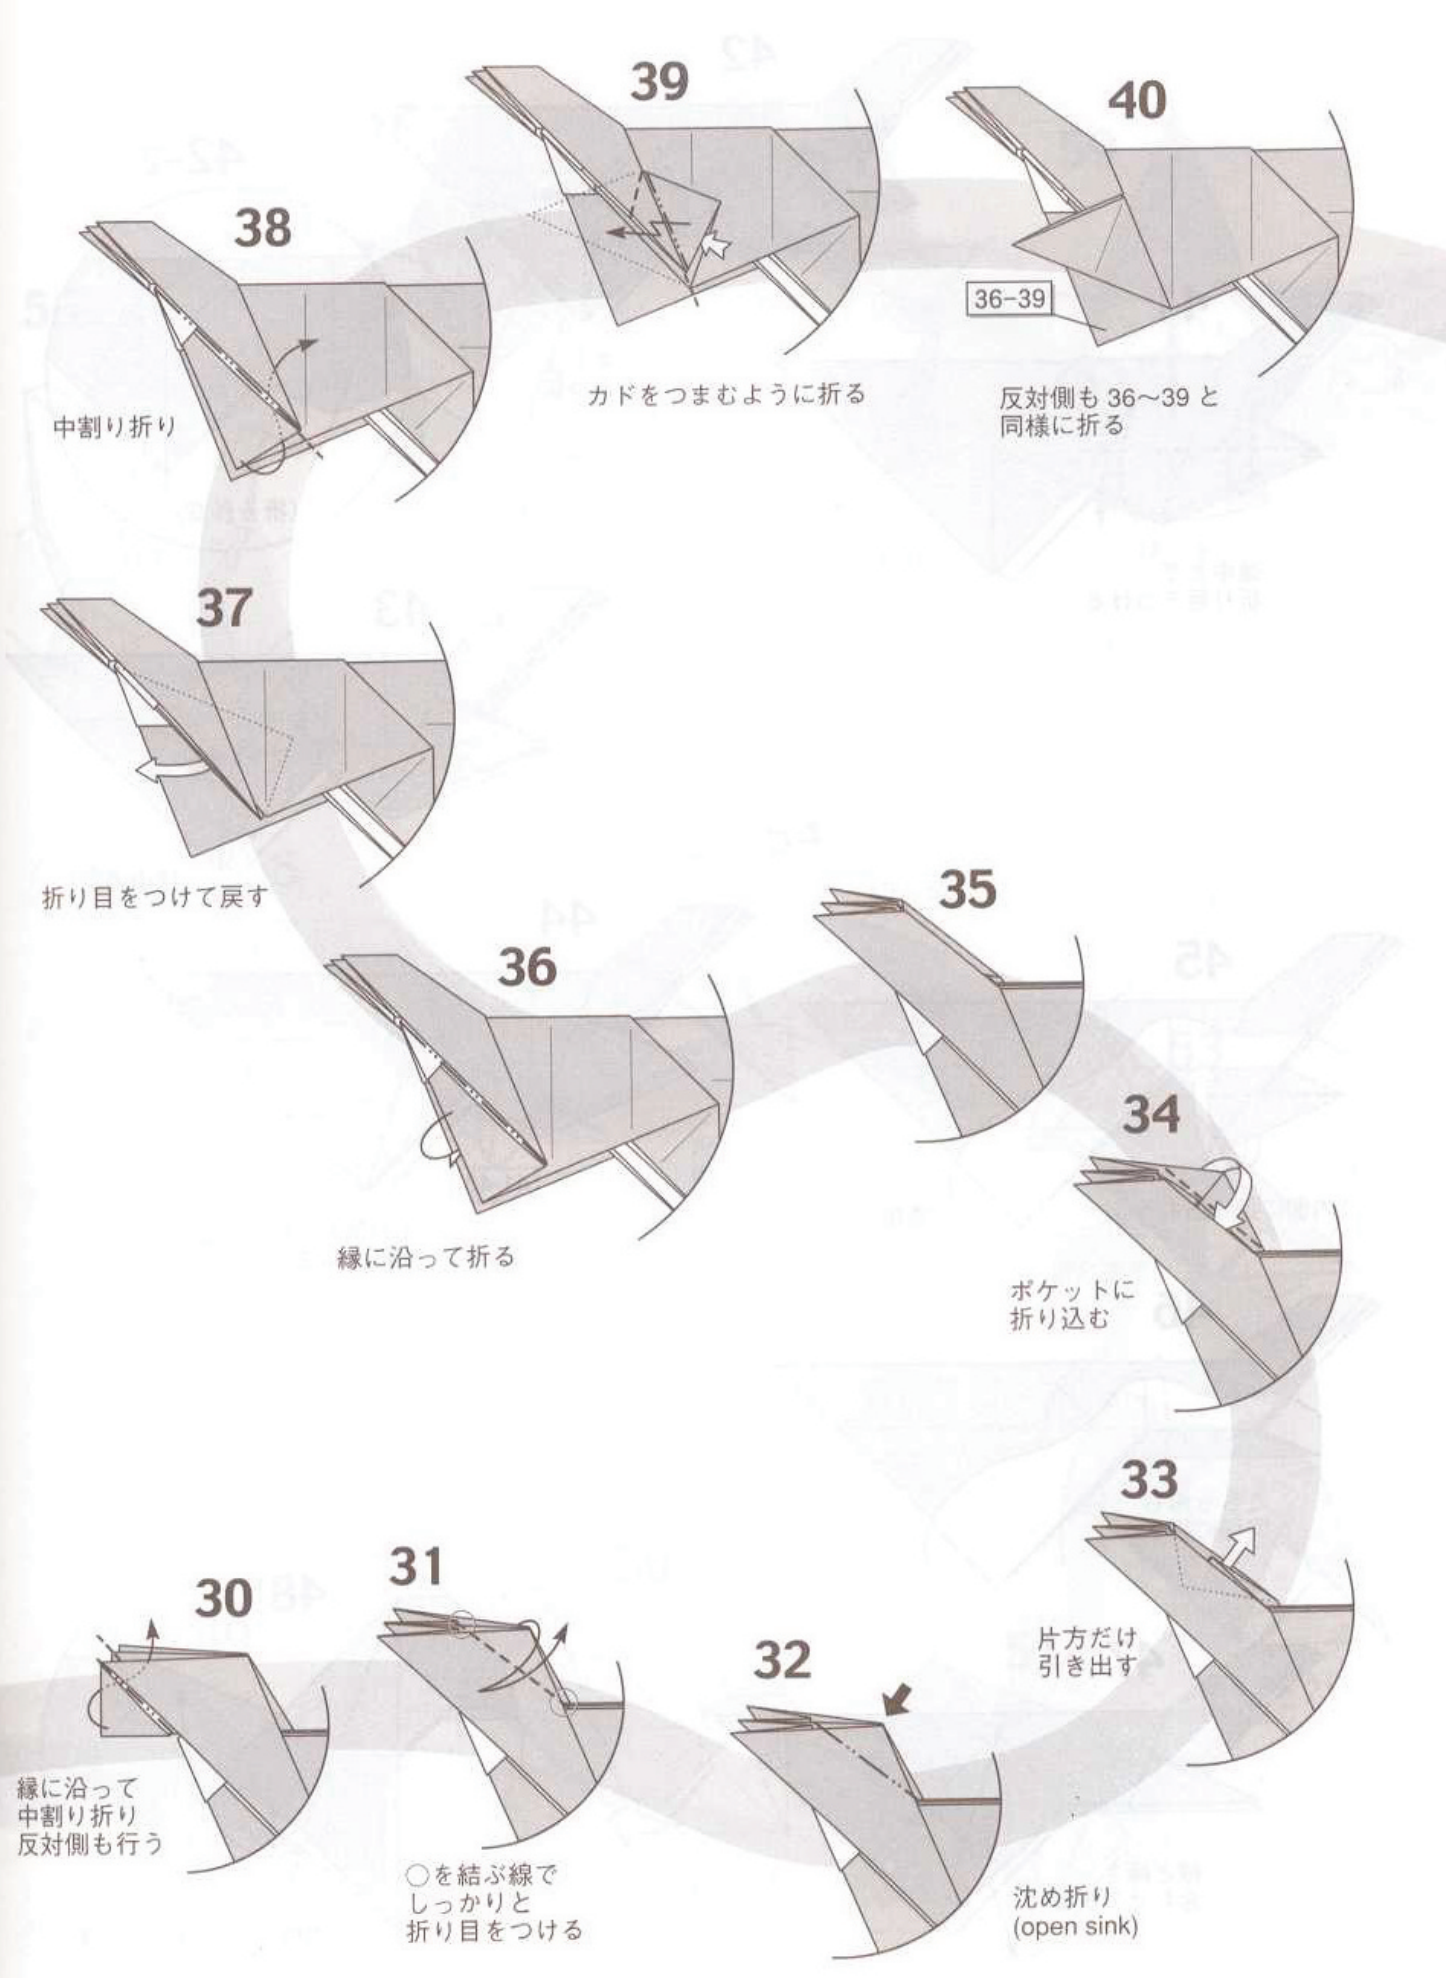 39
40
38
36-39
カドをつまむように折る
反対側も 36〜39 と
同様に折る
中割り折り
37
折り目をつけて戻す
35
36
34
縁に沿って折る
ポケットに
折り込む
33
31
30
片方だけ
引き出す
32
縁に沿って
中割り折り
反対側も行う
○を結ぶ線で
しっかりと
折り目をつける
沈め折り
(open sink)